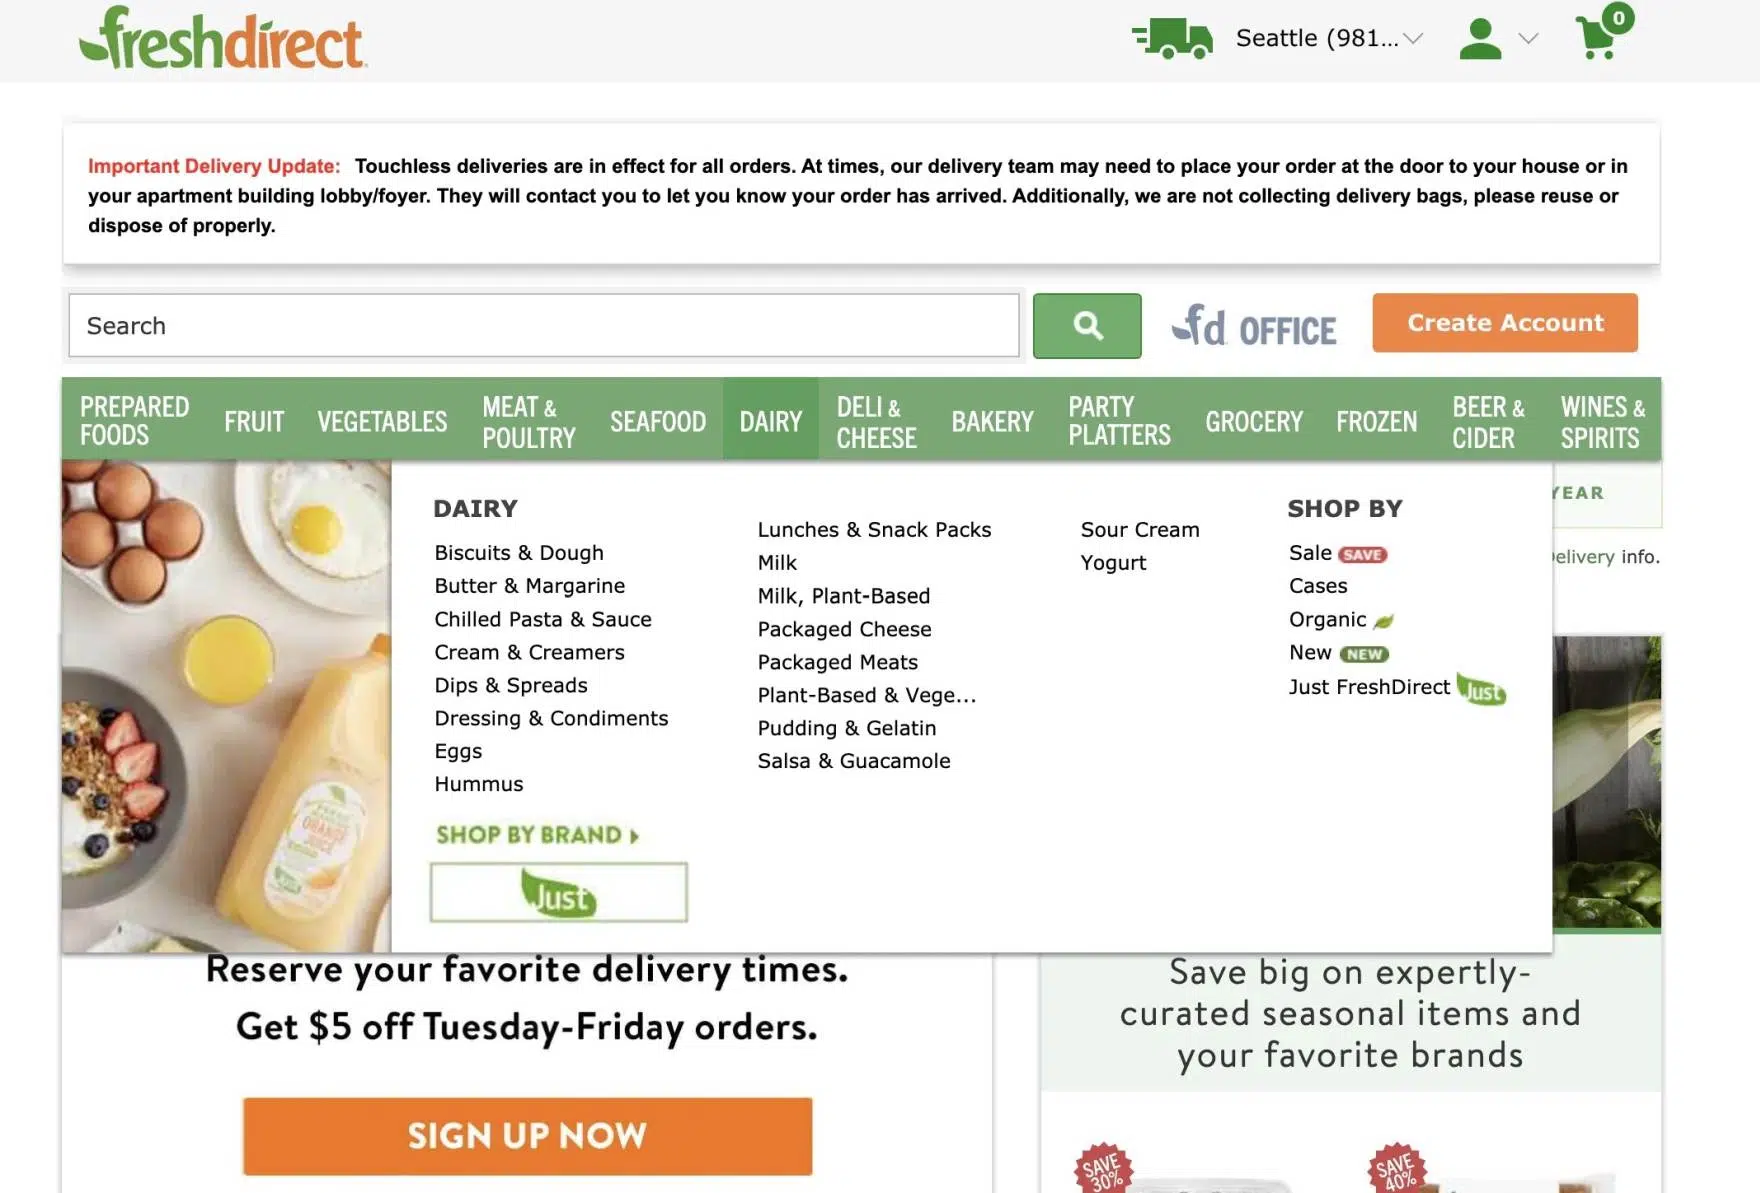 freshdirect
Seattle (981...
0
Important Delivery Update: Touchless deliveries are in effect for all orders. At times, our delivery team may need to place your order at the door to your house or in
your apartment building lobby/foyer. They will contact you to let you know your order has arrived. Additionally, we are not collecting delivery bags, please reuse or
dispose of properly.
Search
fd OFFICE
Create Account
PREPARED
FOODS
FRUIT
VEGETABLES
MEAT &
POULTRY
SEAFOOD
DAIRY
DELI &
CHEESE
BAKERY
PARTY
PLATTERS
GROCERY
FROZEN
BEER &
CIDER
WINES &
SPIRITS
DAIRY
Biscuits & Dough
Butter & Margarine
Chilled Pasta & Sauce
Cream & Creamers
Dips & Spreads
Dressing & Condiments
Eggs
Hummus
Lunches & Snack Packs
Milk
Milk, Plant-Based
Packaged Cheese
Packaged Meats
Plant-Based & Vege...
Pudding & Gelatin
Salsa & Guacamole
Sour Cream
Yogurt
SHOP BY
Sale SAVE
Cases
Organic
New NEW
Just FreshDirect Just
YEAR
elivery info.
ORANGE
JUICE
SHOP BY BRAND
Just
Reserve your favorite delivery times.
Get $5 off Tuesday-Friday orders.
SIGN UP NOW
Save big on expertly-
curated seasonal items and
your favorite brands
SAVE
30%
SAVE
40%